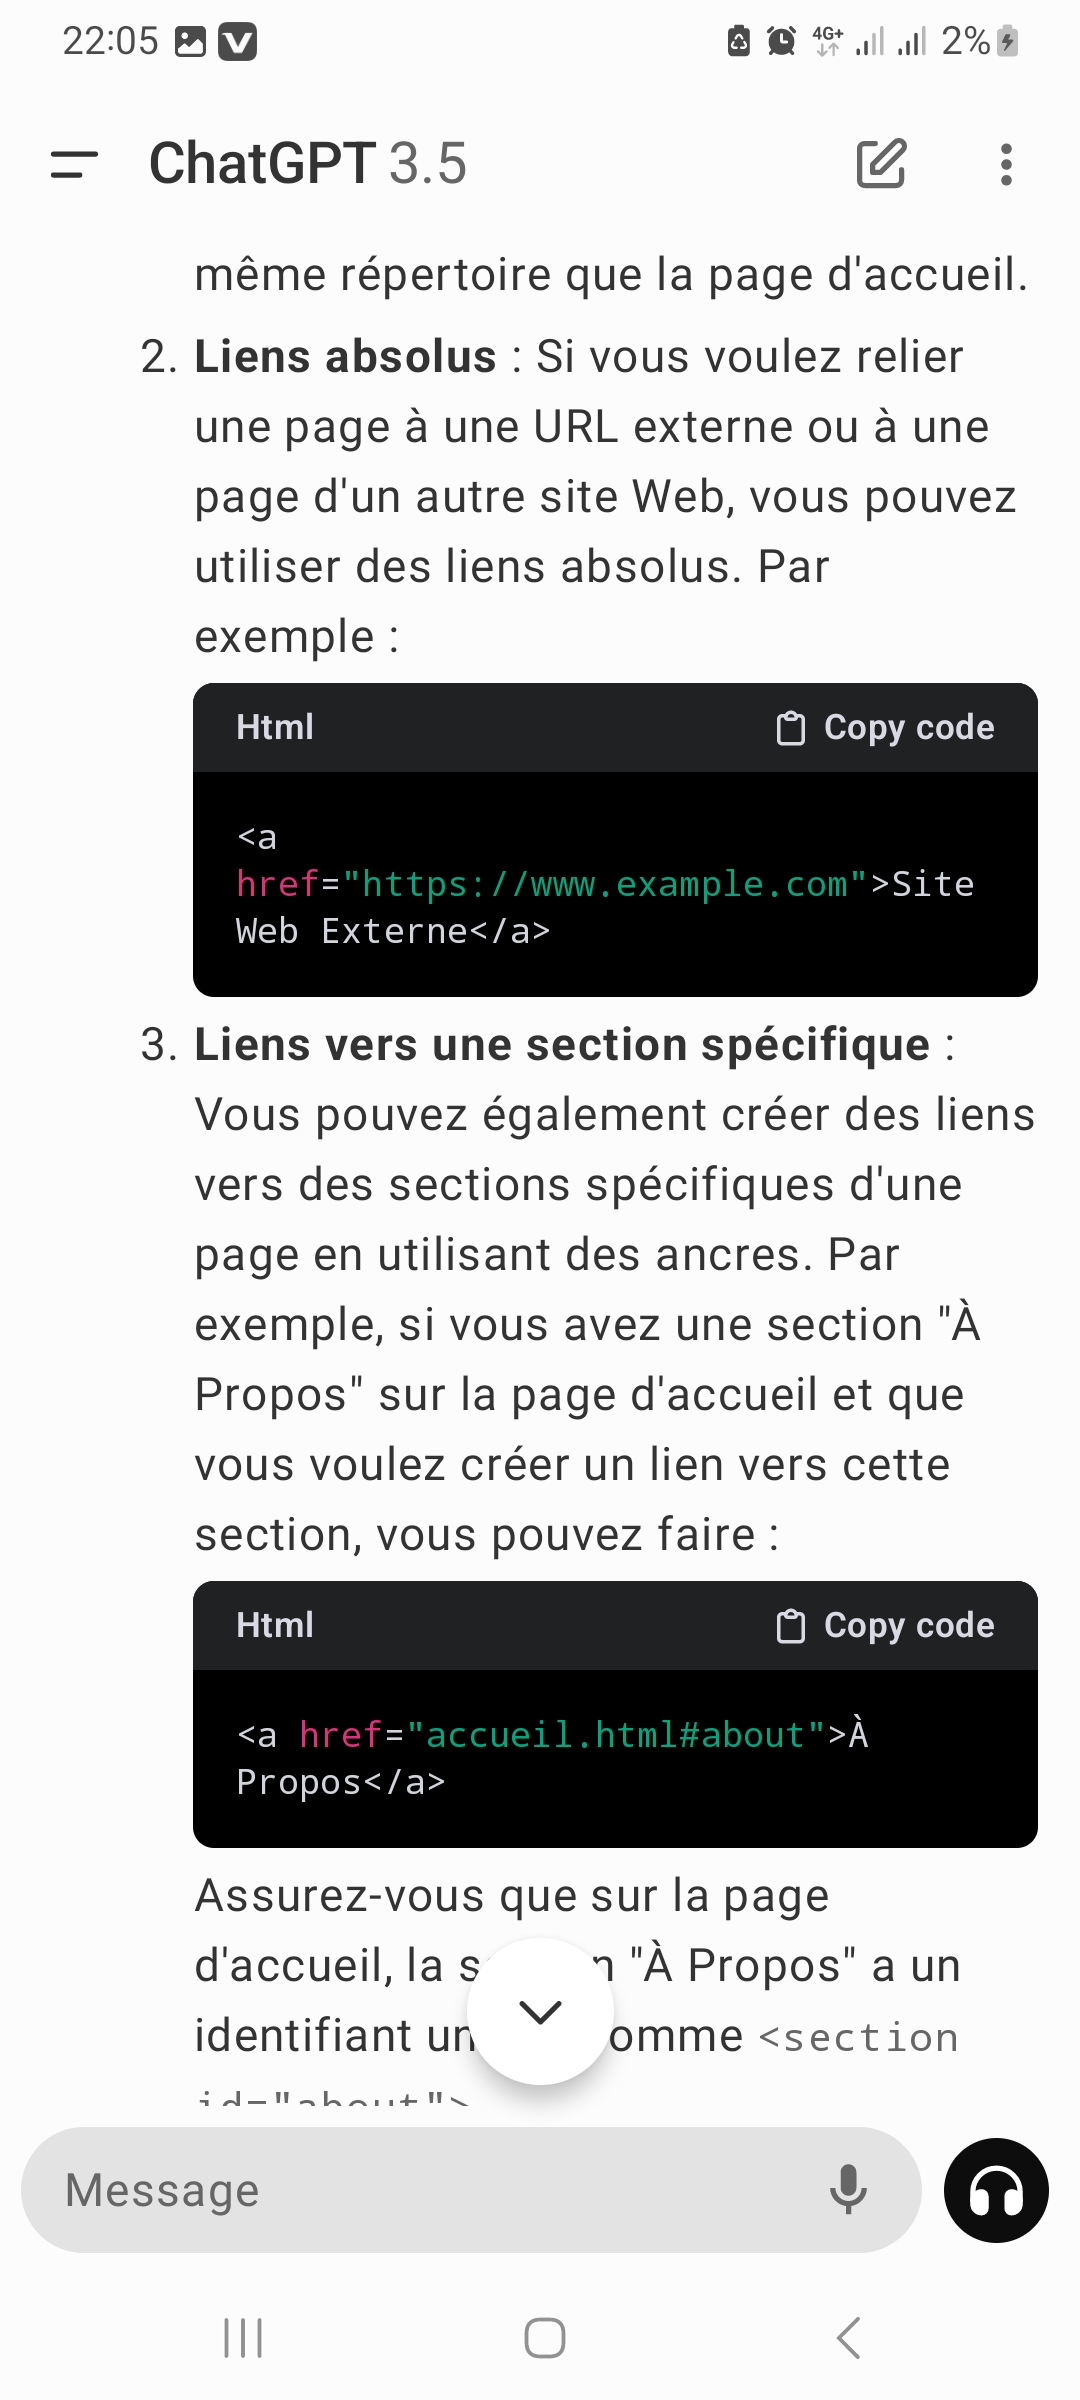 22:05
4G+
2%
ChatGPT 3.5
même répertoire que la page d'accueil.
2. Liens absolus : Si vous voulez relier
une page à une URL externe ou à une
page d'un autre site Web, vous pouvez
utiliser des liens absolus. Par
exemple :
Html Copy code
<a
href="https://www.example.com">Site
Web Externe</a>
3. Liens vers une section spécifique :
Vous pouvez également créer des liens
vers des sections spécifiques d'une
page en utilisant des ancres. Par
exemple, si vous avez une section "À
Propos" sur la page d'accueil et que
vous voulez créer un lien vers cette
section, vous pouvez faire :
Html Copy code
<a href="accueil.html#about">À
Propos</a>
Assurez-vous que sur la page
d'accueil, la "À Propos" a un
identifiant <section
id="about">
Message